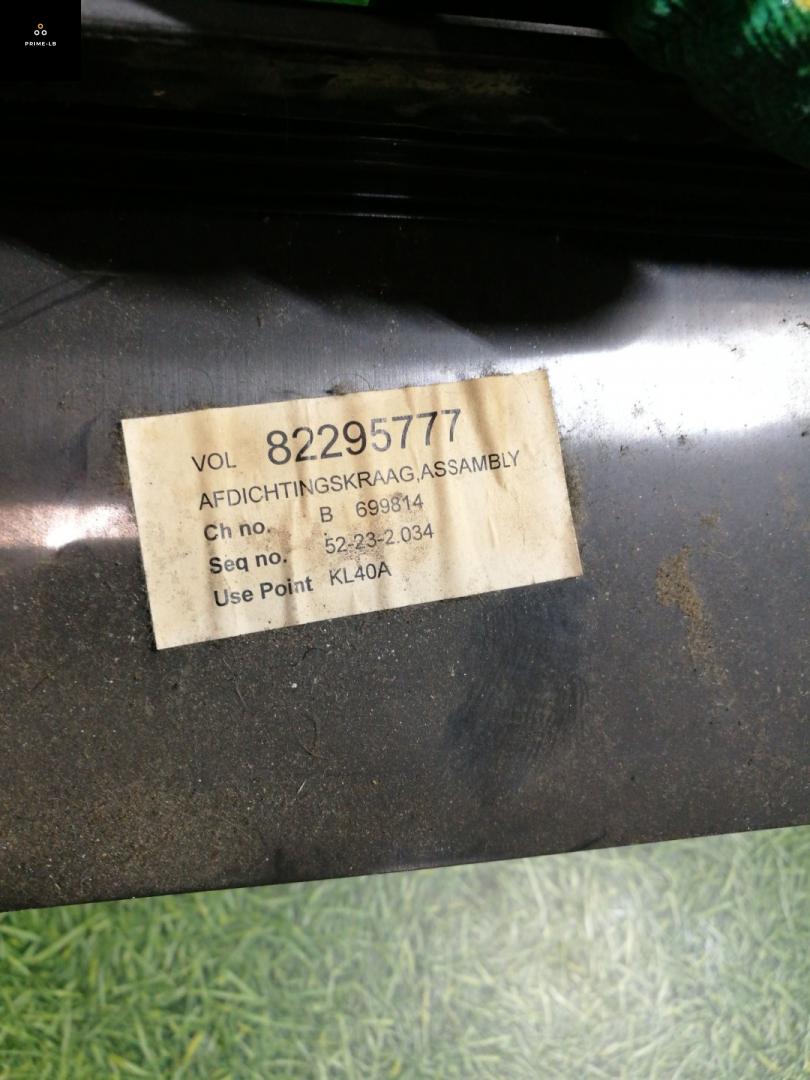 PRIME-LB
VOL 82295777
AFDICHTINGSKRAAG,ASSAMBLY
Ch no. B 699814
Seq no. 52-23-2.034
Use Point KL40A